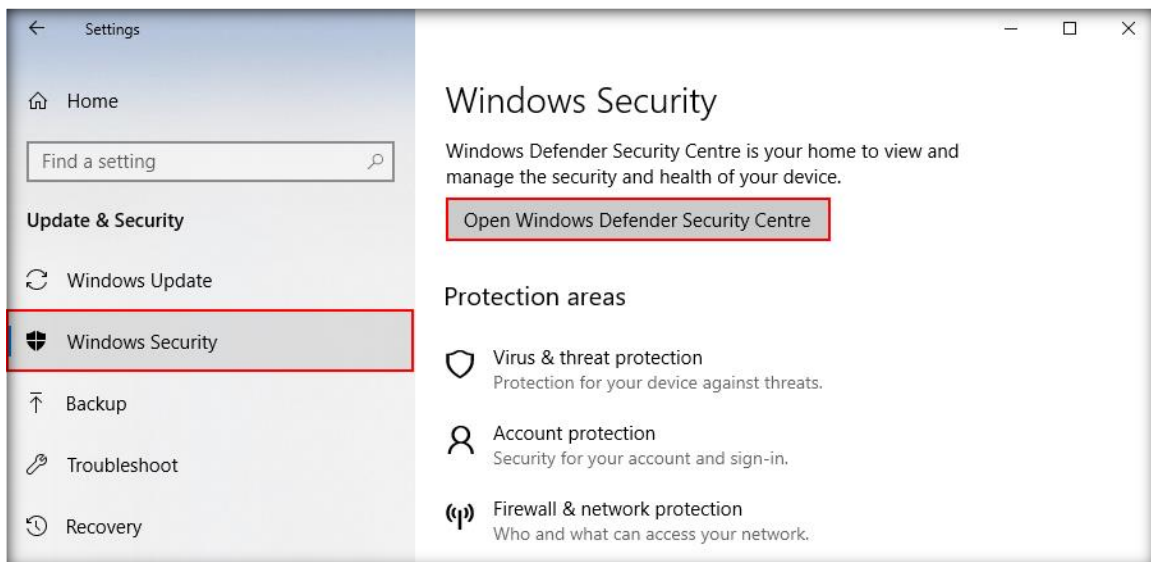 Settings
Home
Find a setting
Update & Security
Windows Update
Windows Security
Backup
Troubleshoot
Recovery
Windows Security
Windows Defender Security Centre is your home to view and
manage the security and health of your device.
Open Windows Defender Security Centre
Protection areas
Virus & threat protection
Protection for your device against threats.
Account protection
Security for your account and sign-in.
Firewall & network protection
Who and what can access your network.